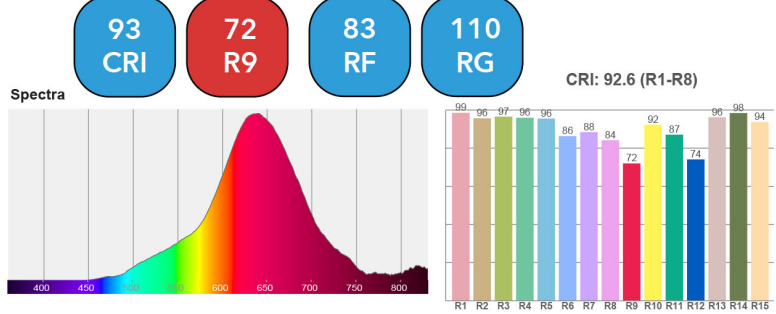 93
CRI
72
R9
83
RF
110
RG
CRI: 92.6 (R1-R8)
Spectra
99 96 97 96 96 86 88 84 72 92 87 74 96 98 94
400 450 500 550 600 650 700 750 800
R1 R2 R3 R4 R5 R6 R7 R8 R9 R10 R11 R12 R13 R14 R15